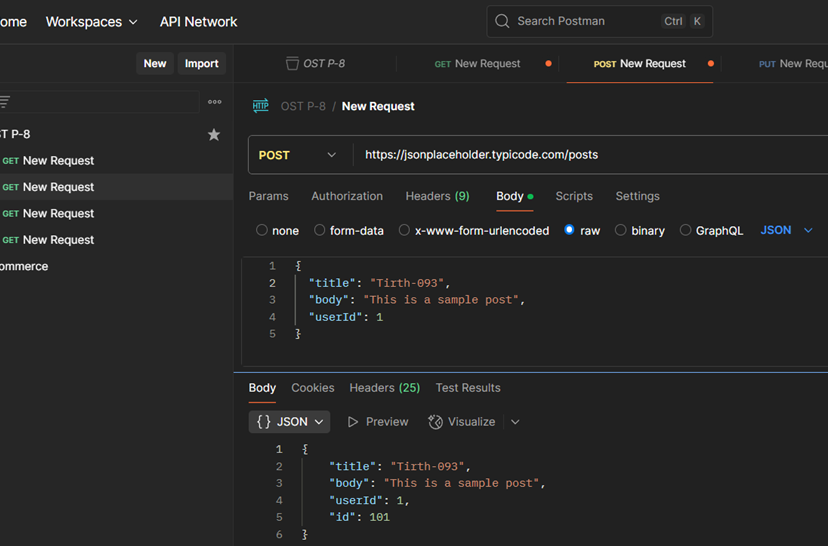 ome Workspaces API Network Search Postman Ctrl K
New Import OST P-8 GET New Request POST New Request PUT New Requ
HTTP OST P-8 / New Request
ST P-8
POST https://jsonplaceholder.typicode.com/posts
GET New Request
GET New Request
GET New Request
GET New Request
ommerce
Params Authorization Headers (9) Body Scripts Settings
none form-data x-www-form-urlencoded raw binary GraphQL JSON
1 {
2 "title": "Tirth-093",
3 "body": "This is a sample post",
4 "userId": 1
5 }
Body Cookies Headers (25) Test Results
{} JSON Preview Visualize
1 {
2 "title": "Tirth-093",
3 "body": "This is a sample post",
4 "userId": 1,
5 "id": 101
6 }